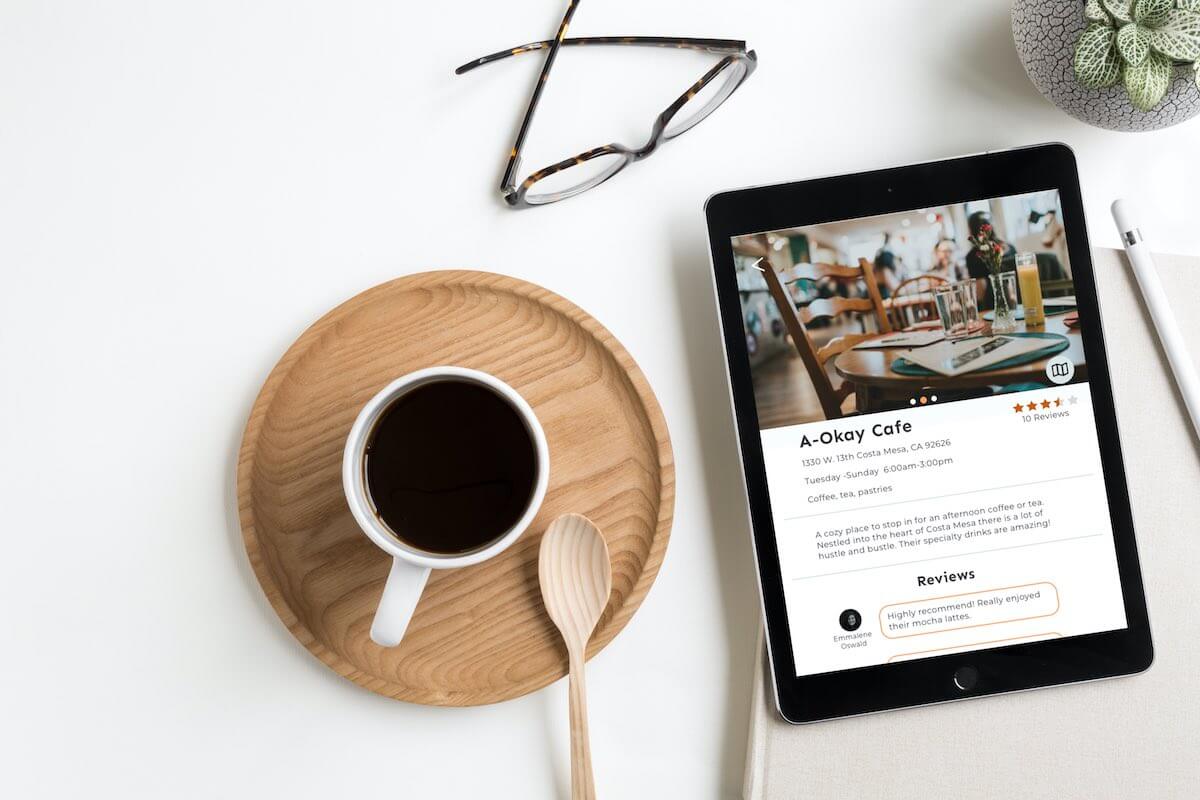 A-Okay Cafe
10 Reviews
1330 W. 13th Costa Mesa, CA 92626
Tuesday -Sunday 6:00am-3:00pm
Coffee, tea, pastries
A cozy place to stop in for an afternoon coffee or tea.
Nestled into the heart of Costa Mesa there is a lot of
hustle and bustle. Their specialty drinks are amazing!
Reviews
Highly recommend! Really enjoyed
their mocha lattes.
Emmalene
Oswald